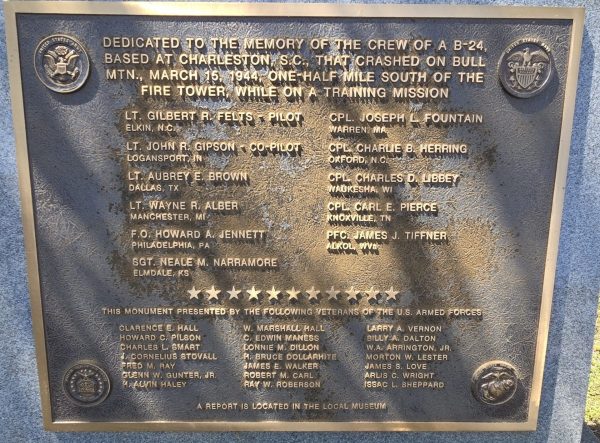 DEDICATED TO THE MEMORY OF THE CREW OF A B-24,
BASED AT CHARLESTON, S.C., THAT CRASHED ON BULL
MTN., MARCH 15, 1944, ONE-HALF MILE SOUTH OF THE
FIRE TOWER, WHILE ON A TRAINING MISSION
LT. GILBERT R. FELTS - PILOT
ELKIN, N.C.
LT. JOHN R. GIPSON - CO-PILOT
LOGANSPORT, IN
LT. AUBREY E. BROWN
DALLAS, TX
LT. WAYNE R. ALBER
MANCHESTER, MI
F.O. HOWARD A. JENNETT
PHILADELPHIA, PA
SGT. NEALE M. NARRAMORE
ELMDALE, KS
CPL. JOSEPH L. FOUNTAIN
WARREN, MA
CPL. CHARLIE B. HERRING
OXFORD, N.C.
CPL. CHARLES D. LIBBEY
WAUKESHA, WI
CPL. CARL E. PIERCE
KNOXVILLE, TN
PFC. JAMES J. TIFFNER
ALKOL, WVa.
THIS MONUMENT PRESENTED BY THE FOLLOWING VETERANS OF THE U.S. ARMED FORCES
CLARENCE E. HALL
HOWARD C. PILSON
CHARLES L. SMART
J. CORNELIUS STOVALL
FRED M. RAY
GLENN W. GUNTER, JR.
H. ALVIN HALEY
W. MARSHALL HALL
C. EDWIN MANESS
LONNIE M. DILLON
H. BRUCE DOLLARHITE
JAMES E. WALKER
ROBERT M. CARL
RAY W. ROBERSON
LARRY A. VERNON
BILLY A. DALTON
W.A. ARRINGTON, JR.
MORTON W. LESTER
JAMES S. LOVE
ARLIS C. WRIGHT
ISSAC L. SHEPPARD
A REPORT IS LOCATED IN THE LOCAL MUSEUM